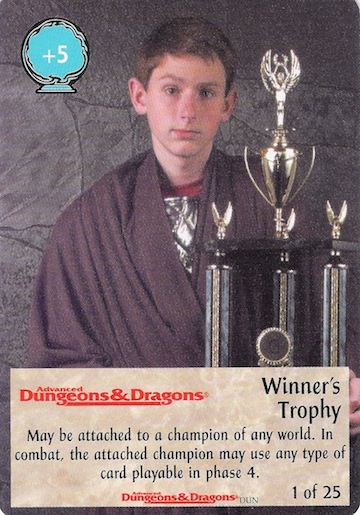 +5
Advanced
Dungeons&Dragons®
Winner's
Trophy
May be attached to a champion of any world. In
combat, the attached champion may use any type of
card playable in phase 4.
Advanced
Dungeons&Dragons® DUN
1 of 25